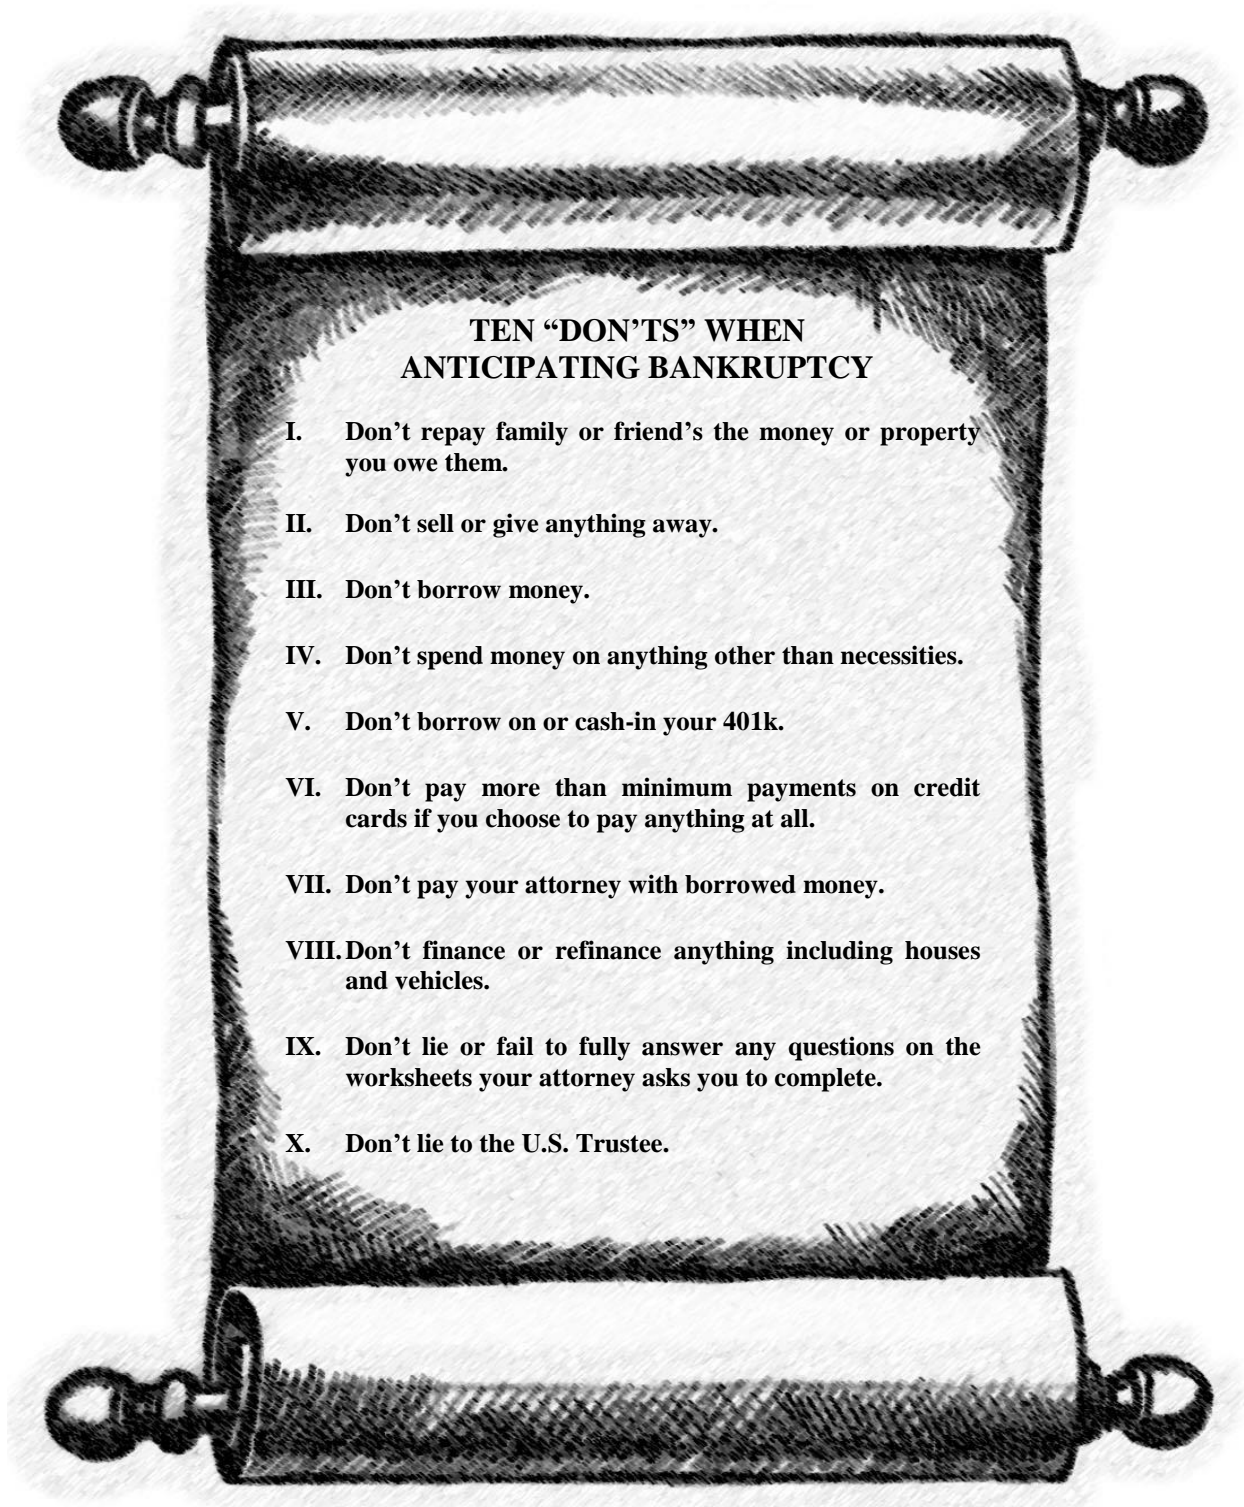 TEN “DON’TS” WHEN
ANTICIPATING BANKRUPTCY
I. Don’t repay family or friend’s the money or property
you owe them.
II. Don’t sell or give anything away.
III. Don’t borrow money.
IV. Don’t spend money on anything other than necessities.
V. Don’t borrow on or cash-in your 401k.
VI. Don’t pay more than minimum payments on credit
cards if you choose to pay anything at all.
VII. Don’t pay your attorney with borrowed money.
VIII. Don’t finance or refinance anything including houses
and vehicles.
IX. Don’t lie or fail to fully answer any questions on the
worksheets your attorney asks you to complete.
X. Don’t lie to the U.S. Trustee.